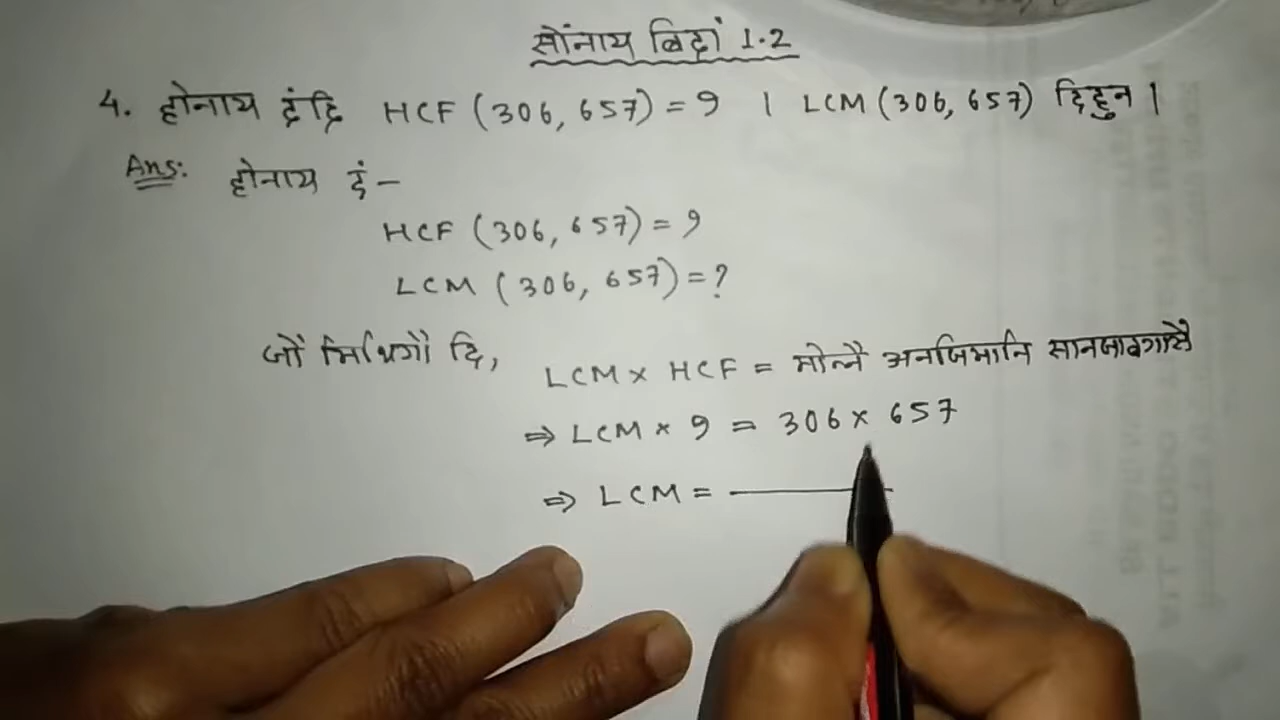 सोंनाय बिदां 1.2
4. होनाय दंदि HCF (306, 657) = 9 । LCM (306, 657) दिहुन ।
Ans: होनाय दं –
HCF (306, 657) = 9
LCM (306, 657) = ?
जों मिथिगौ दि,
LCM × HCF = मोन्नै अनजिमानि सानजाबगासै
⇒ LCM × 9 = 306 × 657
⇒ LCM =